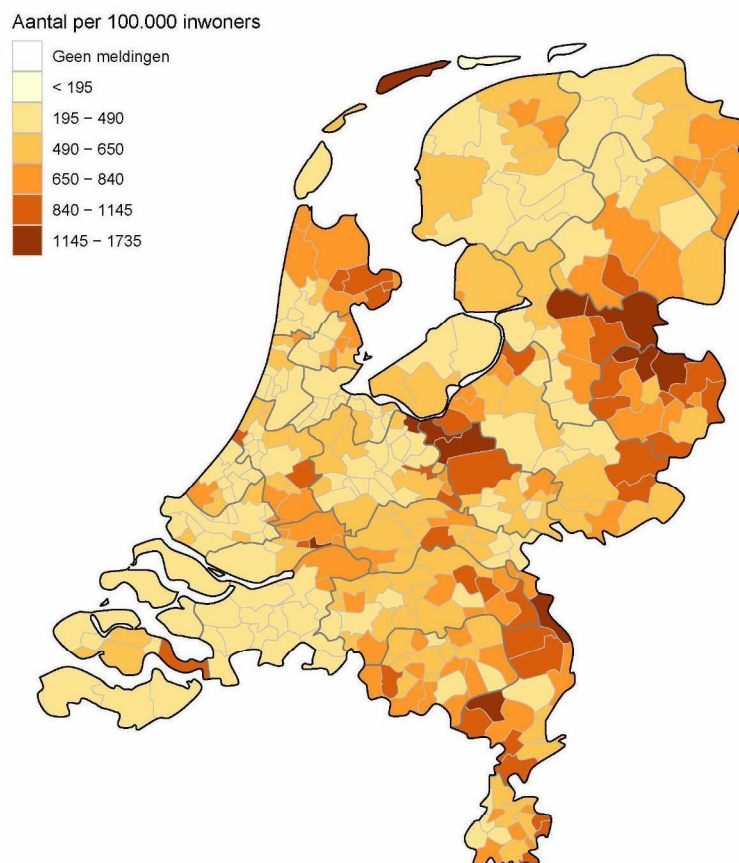 Aantal per 100.000 inwoners
Geen meldingen
< 195
195 – 490
490 – 650
650 – 840
840 – 1145
1145 – 1735